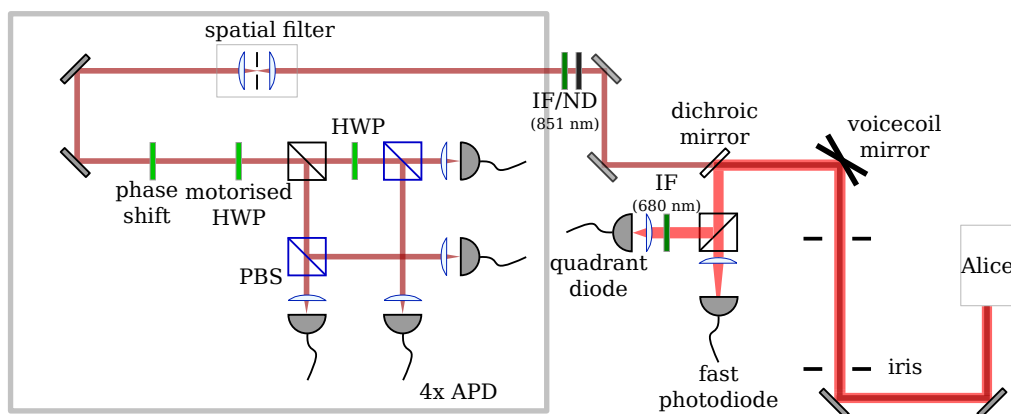 spatial filter
IF/ND
(851 nm)
dichroic
mirror
voicecoil
mirror
HWP
phase
shift
motorised
HWP
IF
(680 nm)
PBS
quadrant
diode
Alice
iris
fast
photodiode
4x APD